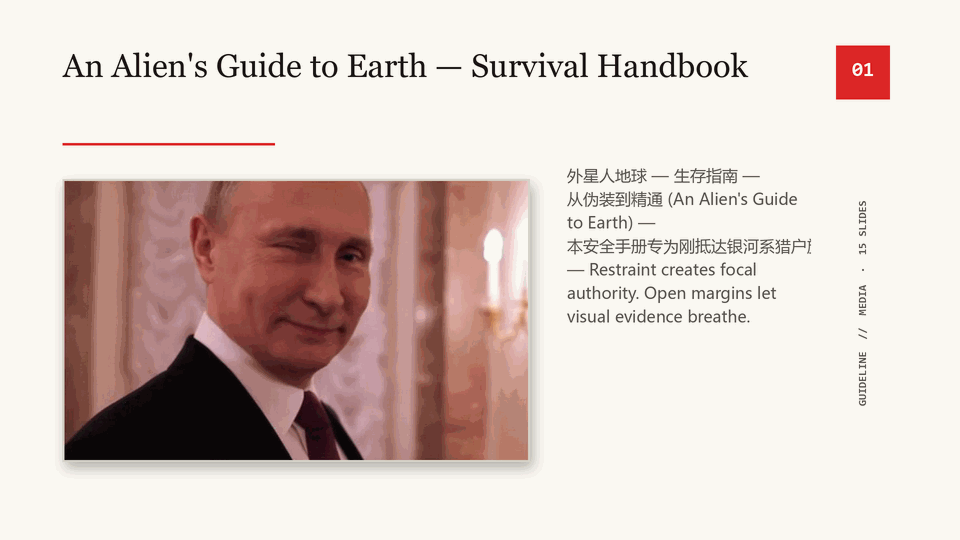 An Alien's Guide to Earth — Survival Handbook
01
外星人地球 — 生存指南 —
从伪装到精通 (An Alien's Guide
to Earth) —
本安全手册专为刚抵达银河系猎户
— Restraint creates focal
authority. Open margins let
visual evidence breathe.
GUIDELINE // MEDIA · 15 SLIDES